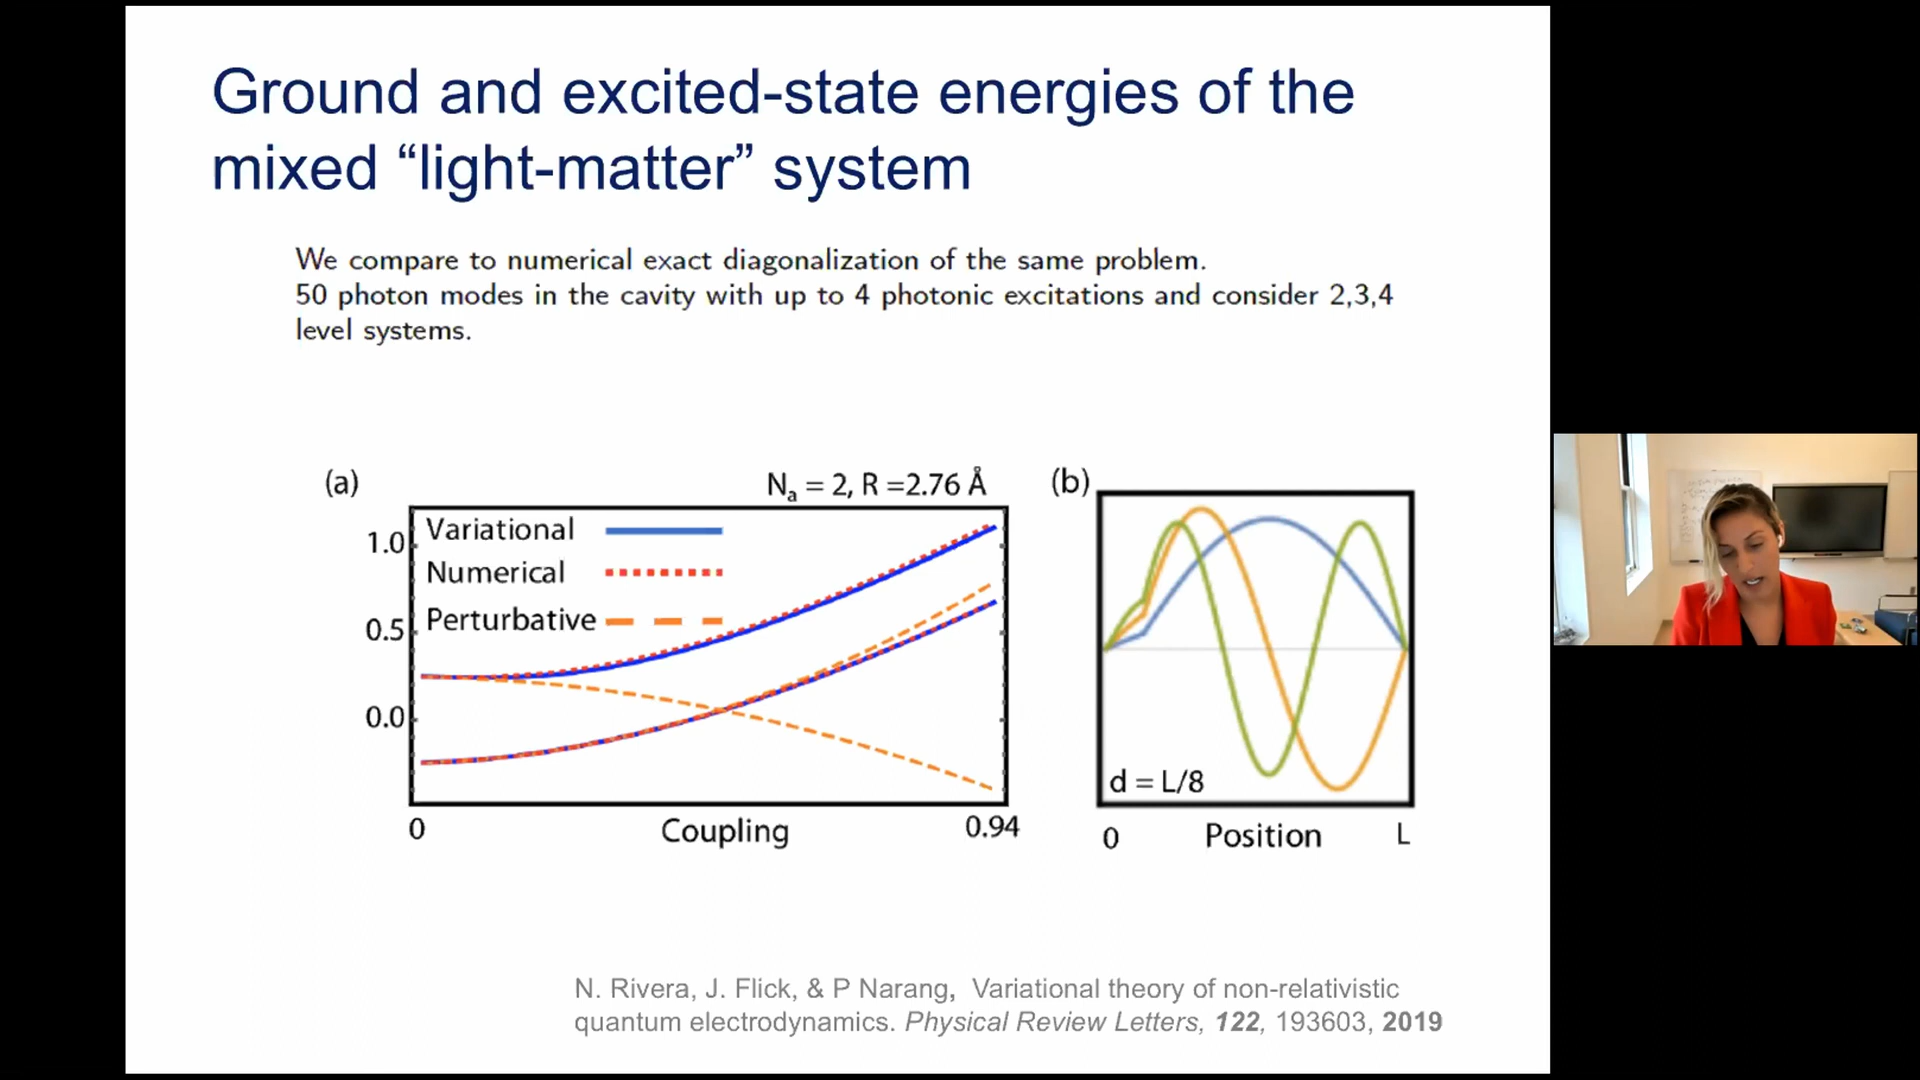 Ground and excited-state energies of the
mixed “light-matter” system
We compare to numerical exact diagonalization of the same problem.
50 photon modes in the cavity with up to 4 photonic excitations and consider 2,3,4
level systems.
(a)
Nₐ = 2, R =2.76 Å
Variational
Numerical
Perturbative
1.0
0.5
0.0
0
Coupling
0.94
(b)
d = L/8
0
Position
L
N. Rivera, J. Flick, & P Narang, Variational theory of non-relativistic
quantum electrodynamics. Physical Review Letters, 122, 193603, 2019